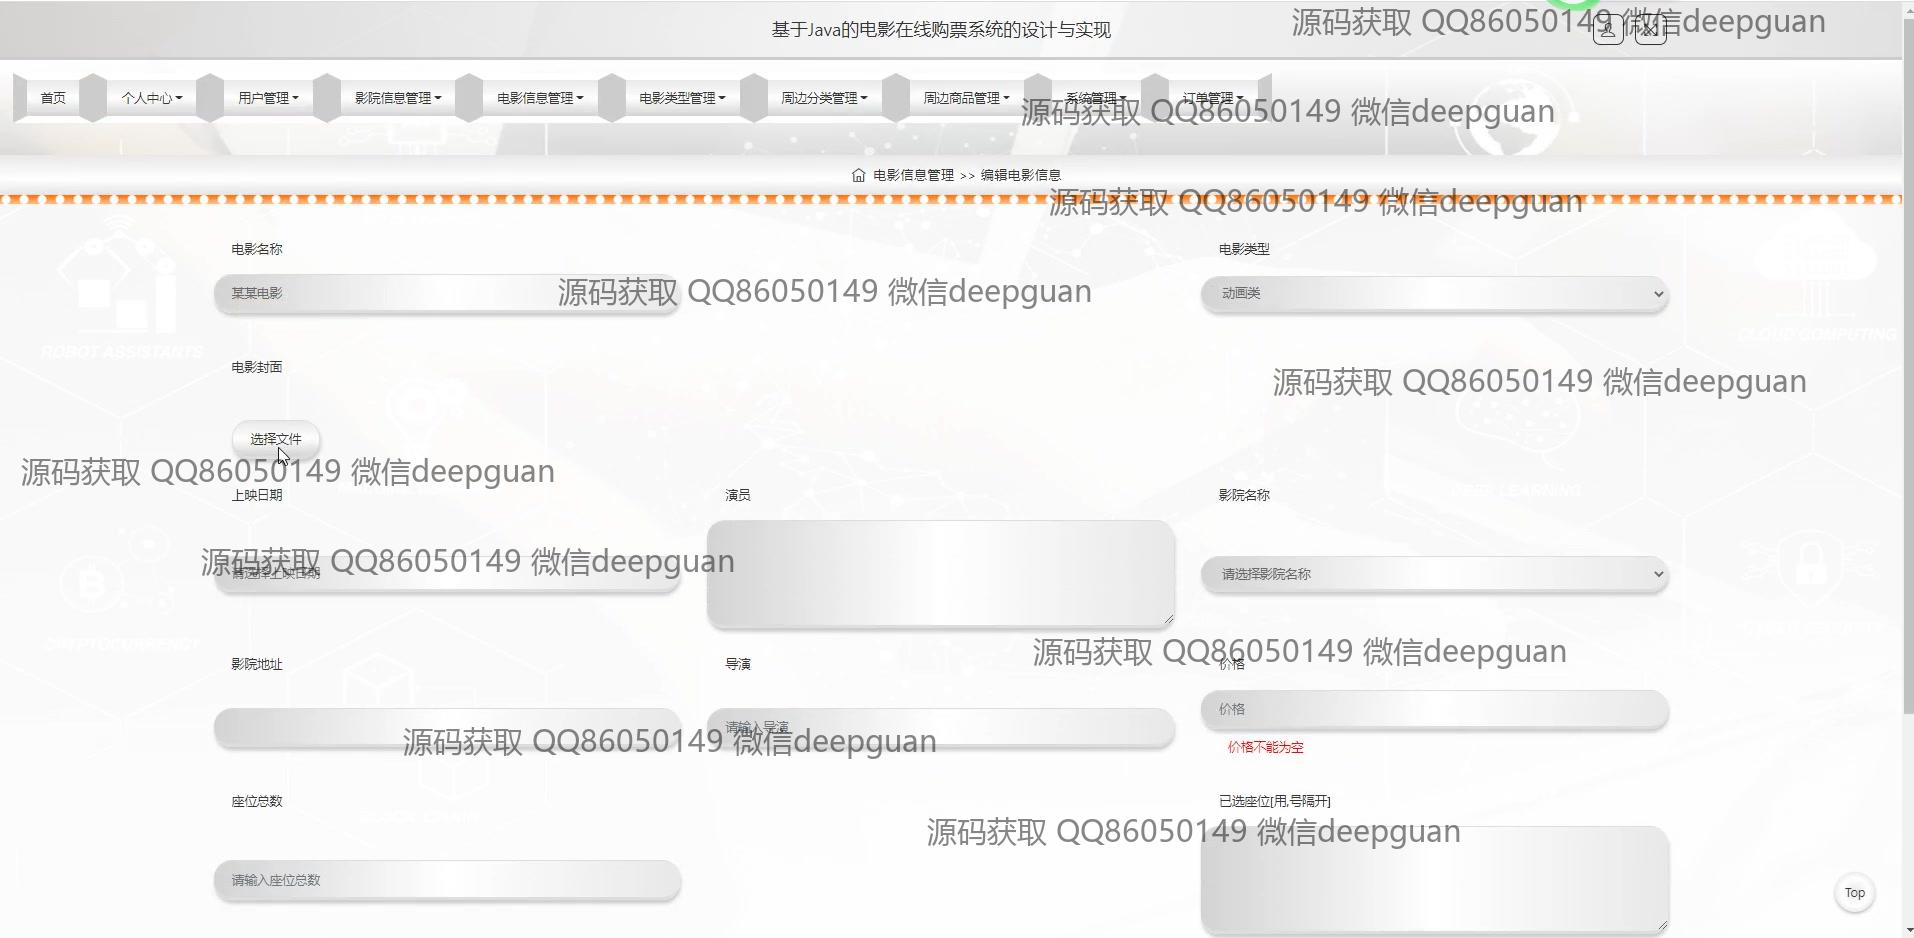 基于Java的电影在线购票系统的设计与实现
源码获取 QQ86050149 微信deepguan
首页
个人中心
用户管理
影院信息管理
电影信息管理
电影类型管理
周边分类管理
周边商品管理
系统管理
订单管理
源码获取 QQ86050149 微信deepguan
电影信息管理 >> 编辑电影信息
源码获取 QQ86050149 微信deepguan
电影名称
电影类型
某某电影
源码获取 QQ86050149 微信deepguan
动画类
ROBOT ASSISTANTS
CLOUD COMPUTING
电影封面
源码获取 QQ86050149 微信deepguan
选择文件
源码获取 QQ86050149 微信deepguan
DEEP LEARNING
上映日期
演员
影院名称
源码获取 QQ86050149 微信deepguan
请选择上映日期
请选择影院名称
CRYPTOCURRENCY
源码获取 QQ86050149 微信deepguan
影院地址
导演
价格
价格
请输入导演
源码获取 QQ86050149 微信deepguan
价格不能为空
座位总数
已选座位[用,号隔开]
源码获取 QQ86050149 微信deepguan
请输入座位总数
Top